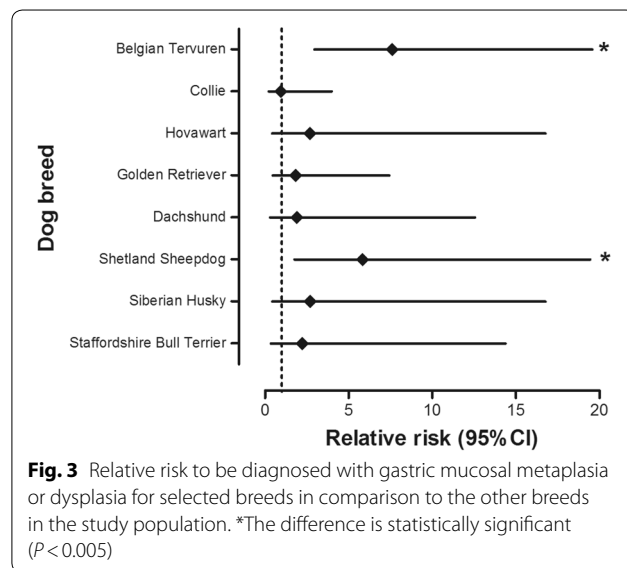 Dog breed
Belgian Tervuren
*
Collie
Hovawart
Golden Retriever
Dachshund
Shetland Sheepdog
*
Siberian Husky
Staffordshire Bull Terrier
0 5 10 15 20
Relative risk (95% CI)
Fig. 3 Relative risk to be diagnosed with gastric mucosal metaplasia
or dysplasia for selected breeds in comparison to the other breeds
in the study population. *The difference is statistically significant
(P < 0.005)